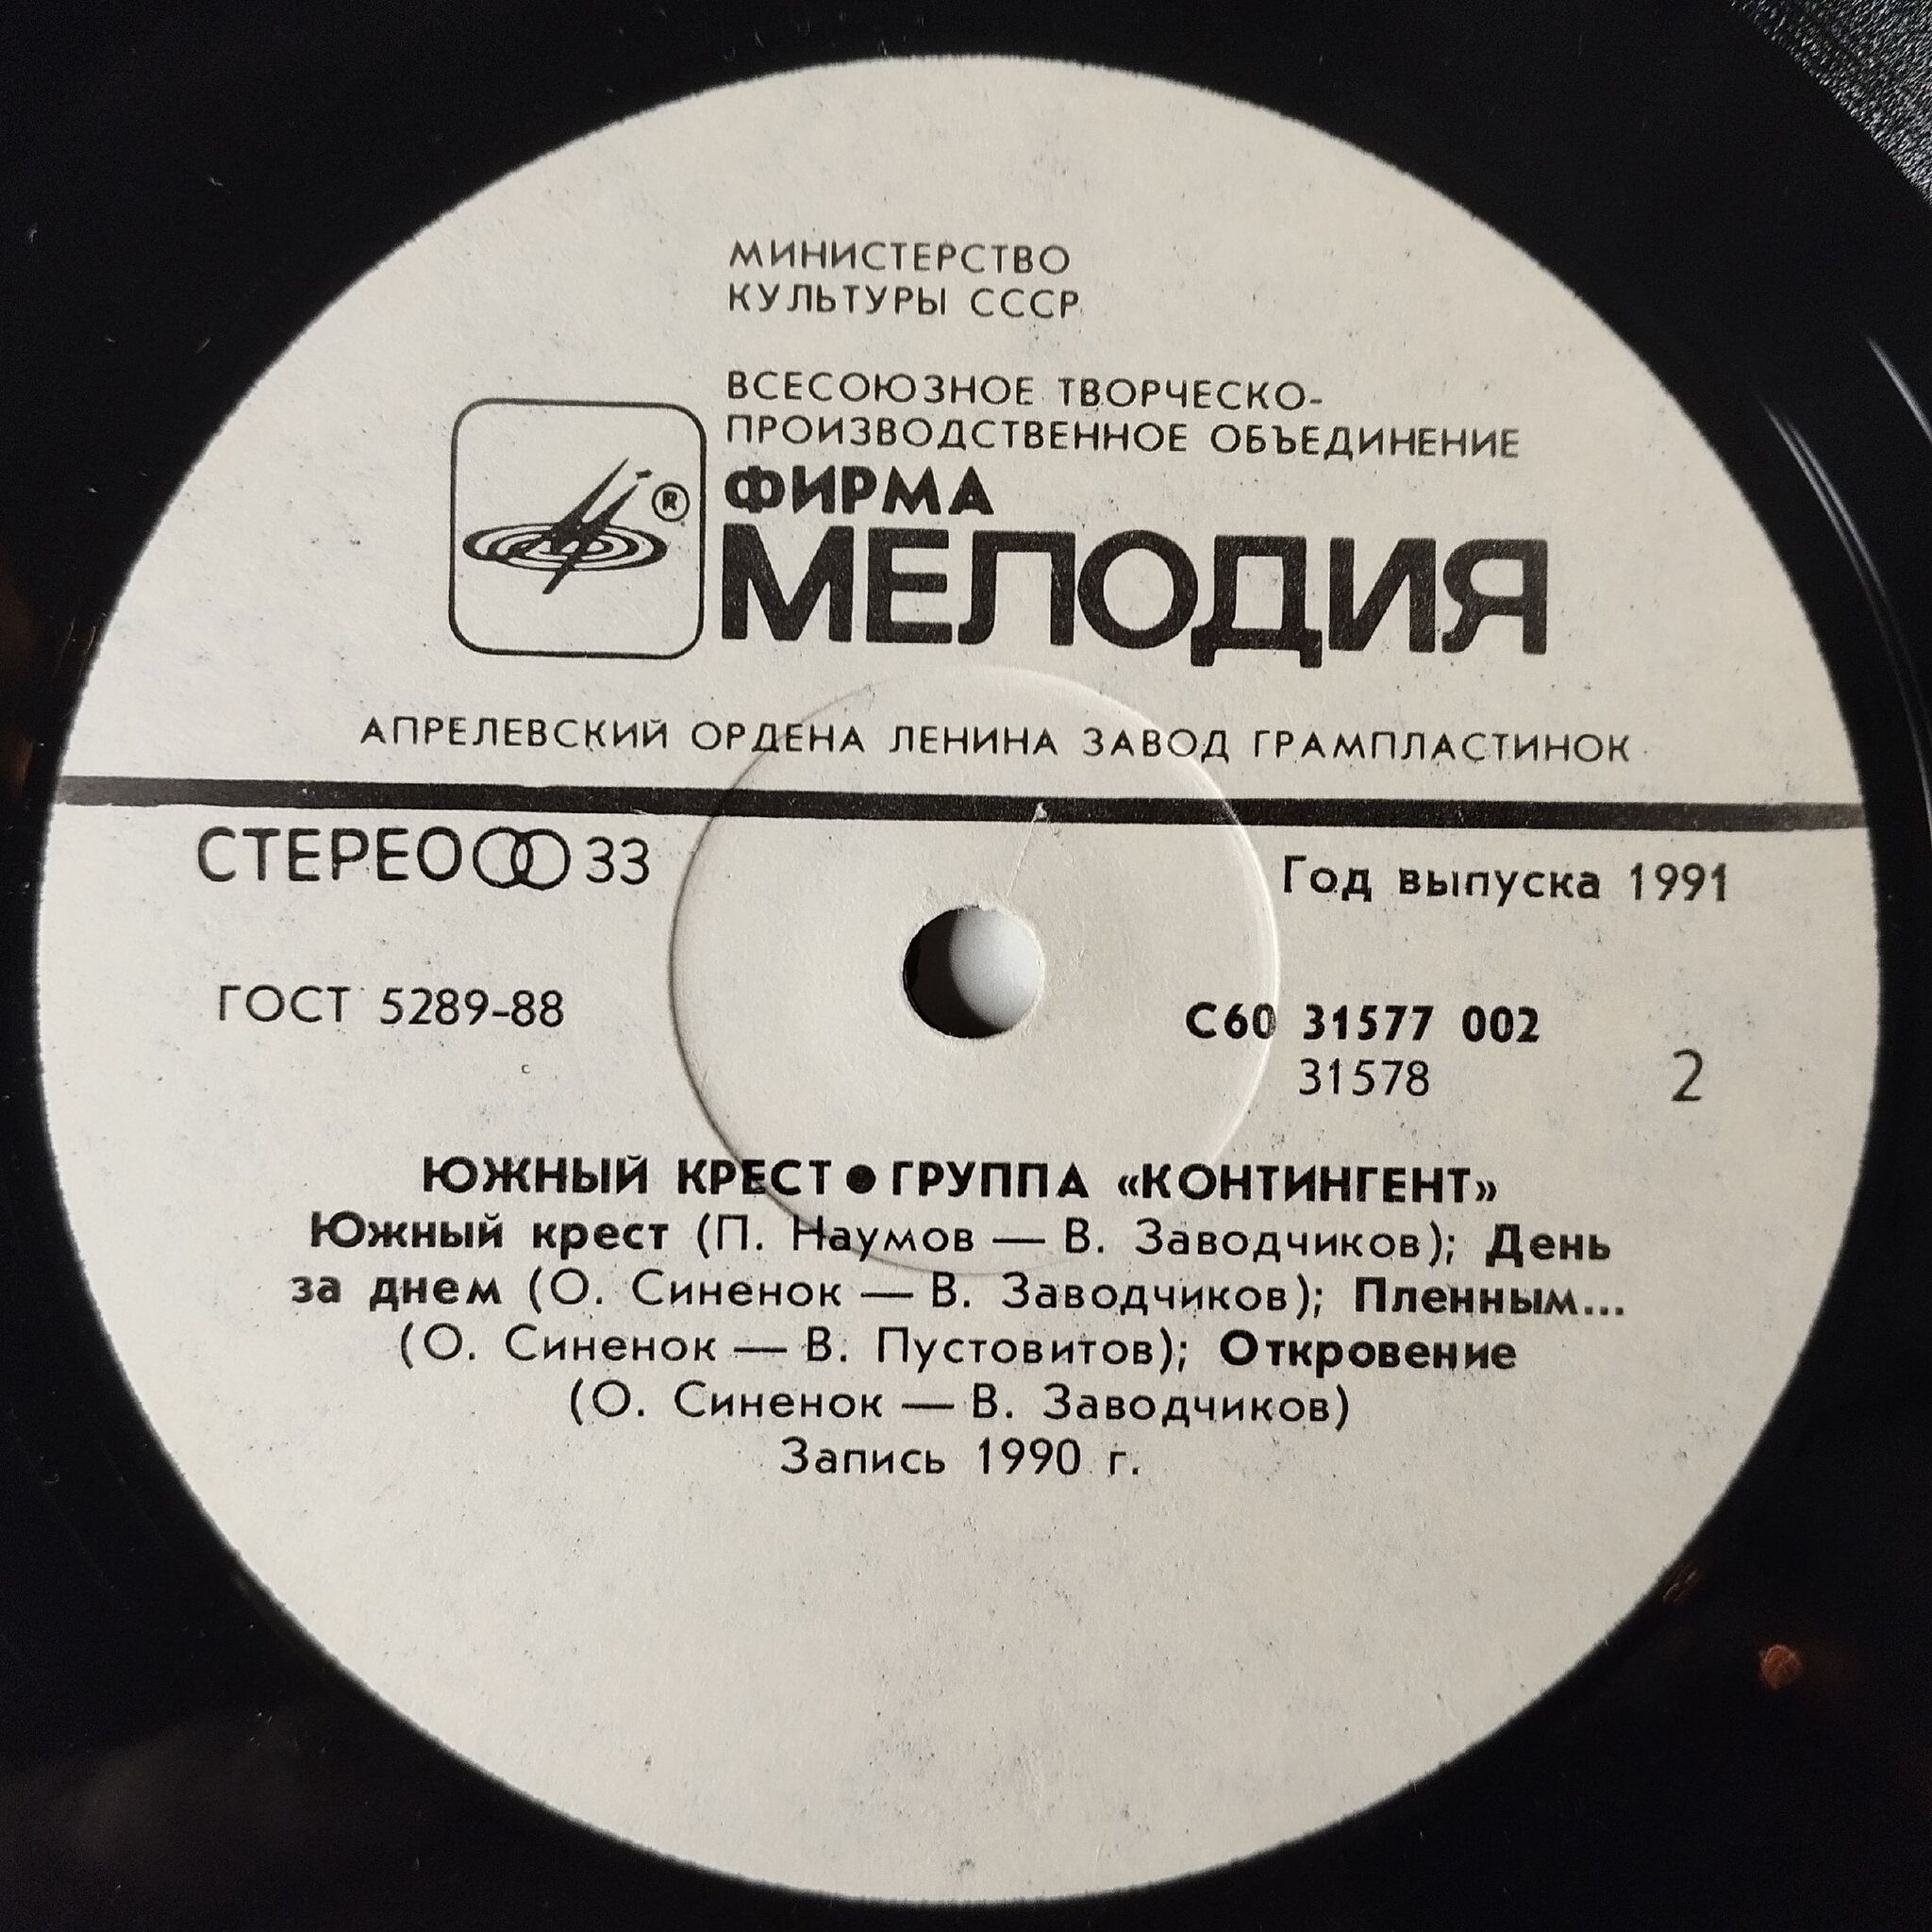 МИНИСТЕРСТВО
КУЛЬТУРЫ СССР
ВСЕСОЮЗНОЕ ТВОРЧЕСКО-
ПРОИЗВОДСТВЕННОЕ ОБЪЕДИНЕНИЕ
®
ФИРМА
МЕЛОДИЯ
АПРЕЛЕВСКИЙ ОРДЕНА ЛЕНИНА ЗАВОД ГРАМПЛАСТИНОК
СТЕРЕО 33
Год выпуска 1991
ГОСТ 5289-88
С60 31577 002
31578
2
ЮЖНЫЙ КРЕСТ ● ГРУППА «КОНТИНГЕНТ»
Южный крест (П. Наумов — В. Заводчиков); День
за днем (О. Синенок — В. Заводчиков); Пленным...
(О. Синенок — В. Пустовитов); Откровение
(О. Синенок — В. Заводчиков)
Запись 1990 г.